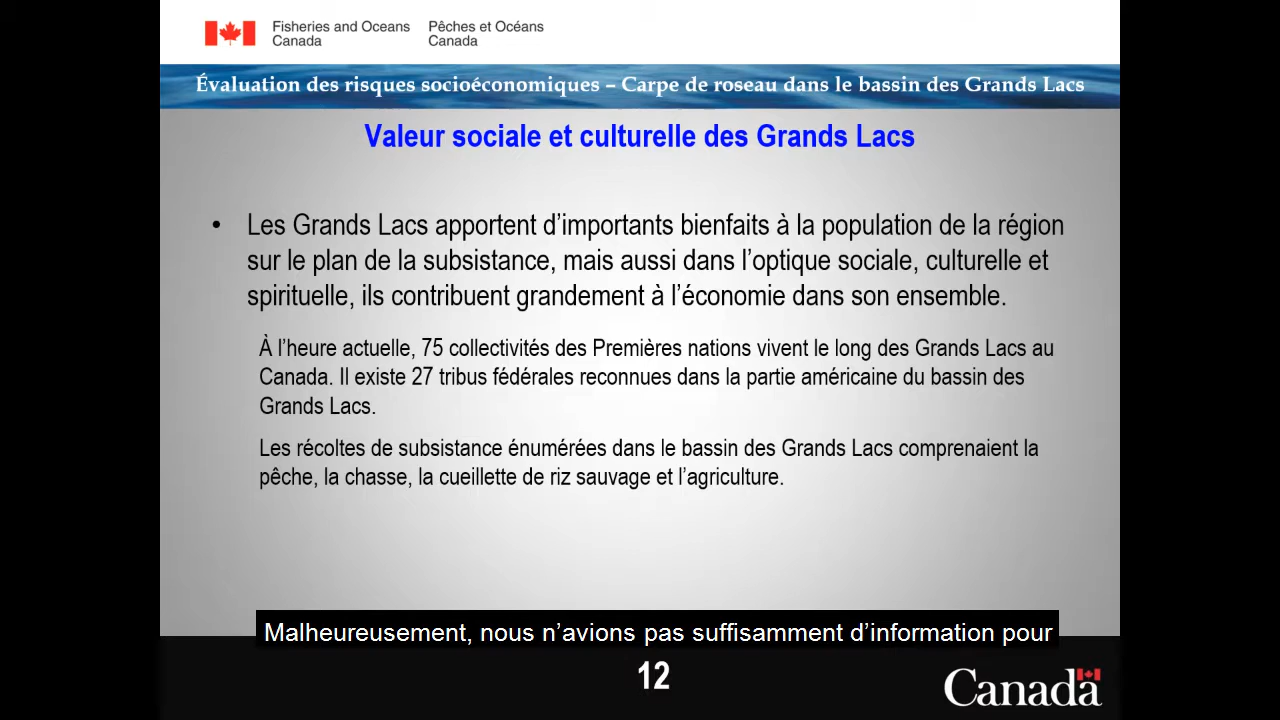 Fisheries and Oceans
Canada
Pêches et Océans
Canada
Évaluation des risques socioéconomiques – Carpe de roseau dans le bassin des Grands Lacs
Valeur sociale et culturelle des Grands Lacs
• Les Grands Lacs apportent d’importants bienfaits à la population de la région
sur le plan de la subsistance, mais aussi dans l’optique sociale, culturelle et
spirituelle, ils contribuent grandement à l’économie dans son ensemble.
À l’heure actuelle, 75 collectivités des Premières nations vivent le long des Grands Lacs au
Canada. Il existe 27 tribus fédérales reconnues dans la partie américaine du bassin des
Grands Lacs.
Les récoltes de subsistance énumérées dans le bassin des Grands Lacs comprenaient la
pêche, la chasse, la cueillette de riz sauvage et l’agriculture.
Malheureusement, nous n’avions pas suffisamment d’information pour
12
Canada